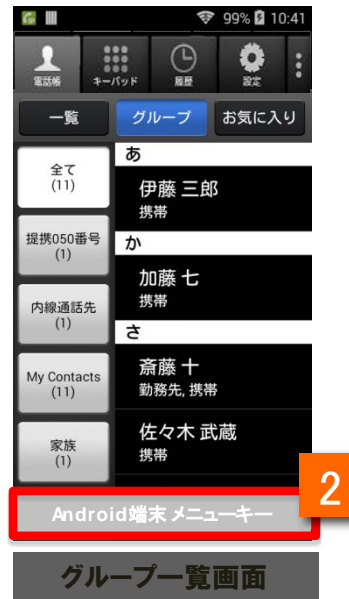 99% 10:41
電話帳 キーパッド 履歴 設定
一覧 グループ お気に入り
全て
(11)
提携050番号
(1)
内線通話先
(1)
My Contacts
(11)
家族
(1)
あ
伊藤 三郎
携帯
か
加藤 七
携帯
さ
斎藤 十
勤務先, 携帯
佐々木 武蔵
携帯
2
Android端末 メニューキー
グループ一覧画面